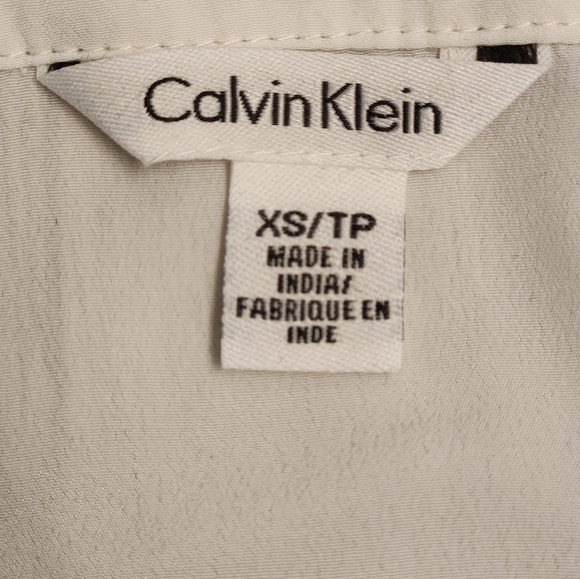 Calvin Klein
XS/TP
MADE IN
INDIA/
FABRIQUE EN
INDE